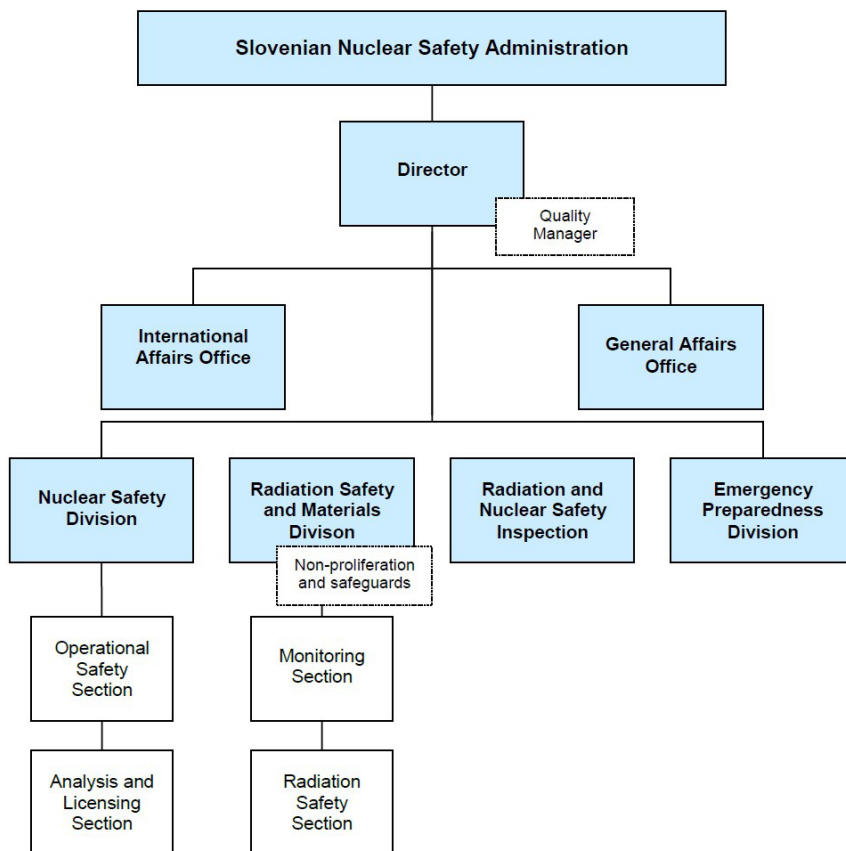 Slovenian Nuclear Safety Administration
Director
Quality
Manager
International
Affairs Office
General Affairs
Office
Nuclear Safety
Division
Radiation Safety
and Materials
Divison
Radiation and
Nuclear Safety
Inspection
Emergency
Preparedness
Division
Non-proliferation
and safeguards
Operational
Safety
Section
Monitoring
Section
Analysis and
Licensing
Section
Radiation
Safety
Section